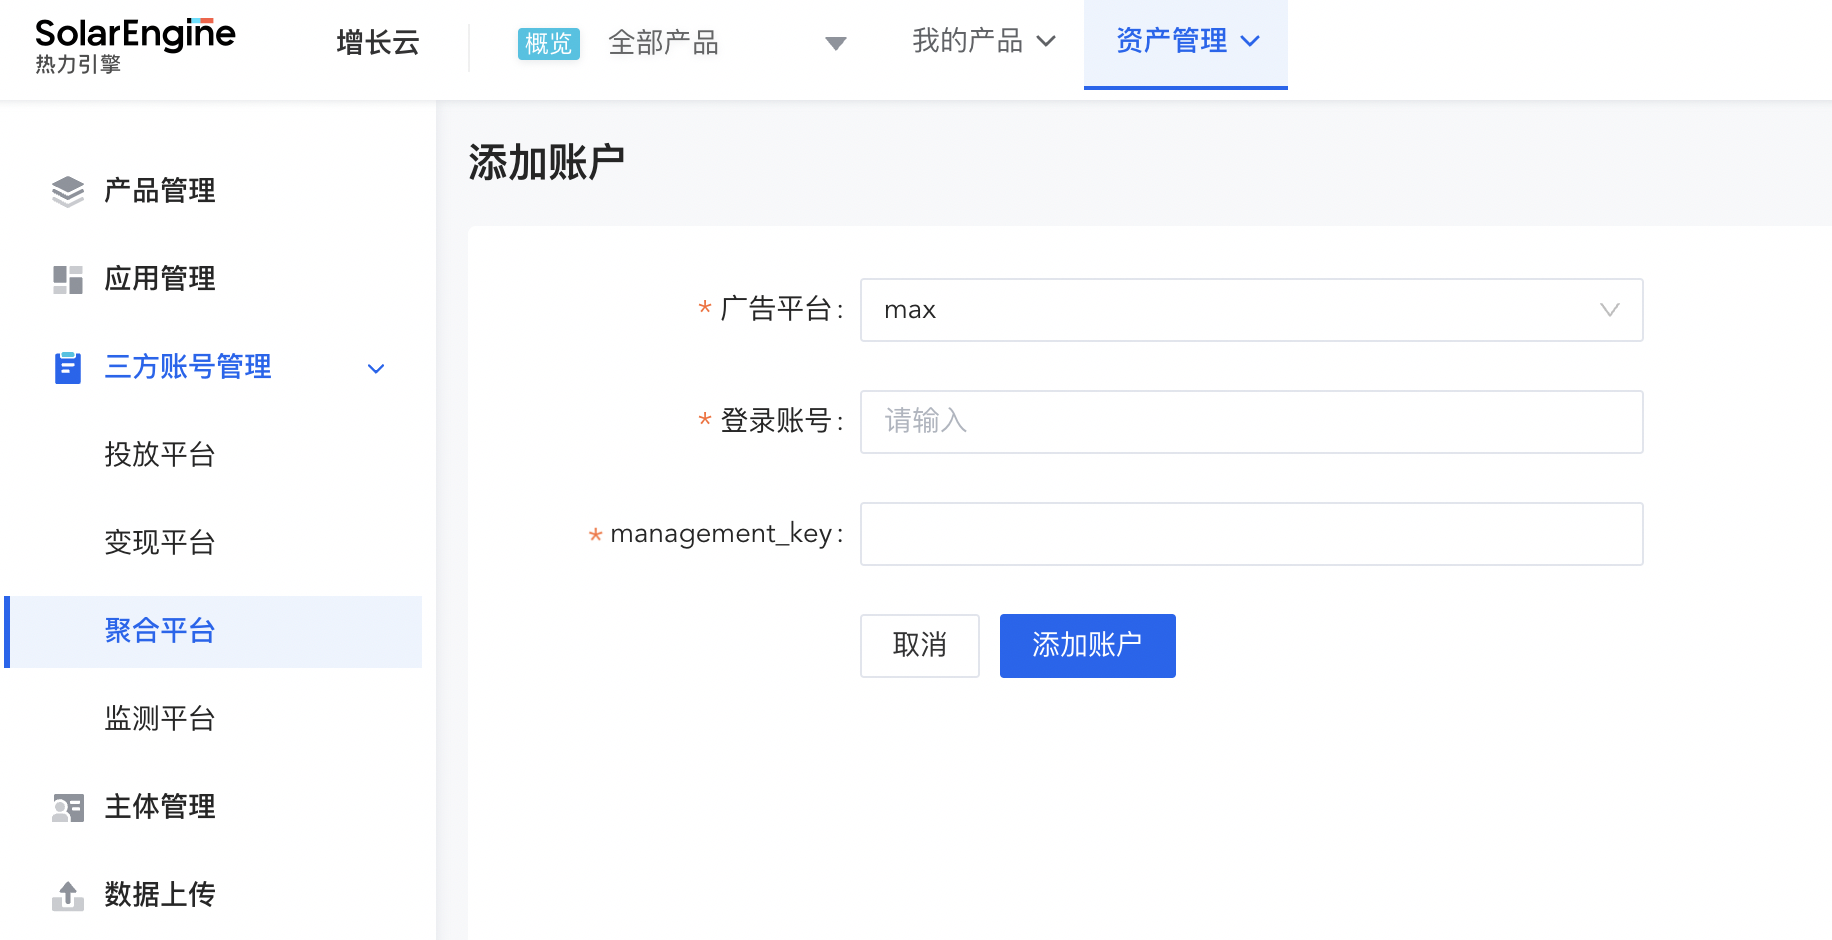 SolarEngine
热力引擎
增长云
概览 全部产品
我的产品
资产管理
产品管理
应用管理
三方账号管理
投放平台
变现平台
聚合平台
监测平台
主体管理
数据上传
添加账户
* 广告平台: max
* 登录账号: 请输入
* management_key:
取消 添加账户